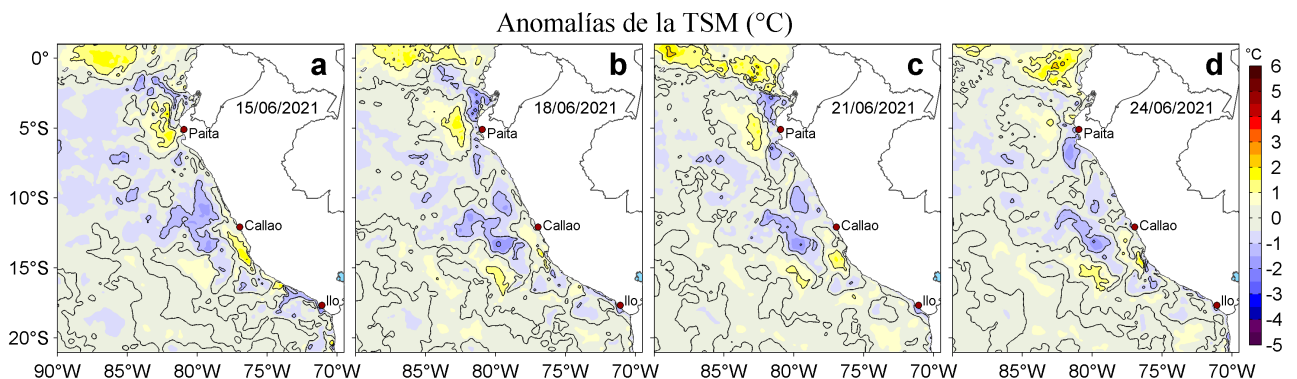 Anomalías de la TSM (°C)
0°
5°S
10°S
15°S
20°S
a
15/06/2021
Paita
Callao
Ilo
90°W
85°W
80°W
75°W
70°W
b
18/06/2021
Paita
Callao
Ilo
85°W
80°W
75°W
70°W
c
21/06/2021
Paita
Callao
Ilo
85°W
80°W
75°W
70°W
d
24/06/2021
Paita
Callao
Ilo
85°W
80°W
75°W
70°W
°C
6
6
5
4
3
2
1
0
-1
-2
-3
-4
-5